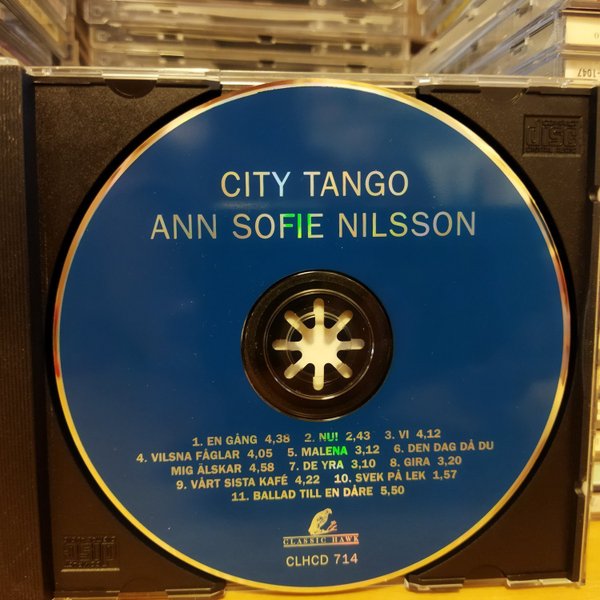 CITY TANGO
ANN SOFIE NILSSON
1. EN GÅNG 4,38 2. NU! 2,43 3. VI 4,12
4. VILSNA FÅGLAR 4,05 5. MALENA 3,12 6. DEN DAG DÅ DU
MIG ÄLSKAR 4,58 7. DE YRA 3,10 8. GIRA 3,20
9. VÅRT SISTA KAFÉ 4,22 10. SVEK PÅ LEK 1,57
11. BALLAD TILL EN DÅRE 5,50
CLASSIC HAWK
CLHCD 714